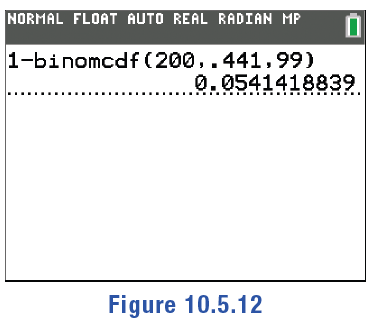 NORMAL FLOAT AUTO REAL RADIAN MP
1-binomcdf(200,.441,99)
0.0541418839
Figure 10.5.12